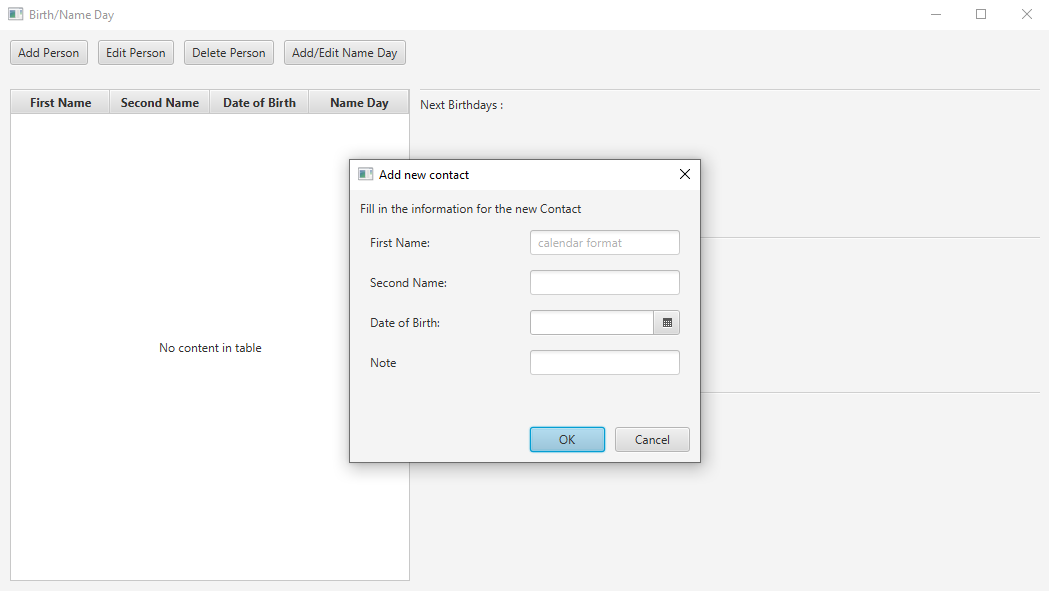 Birth/Name Day
Add Person Edit Person Delete Person Add/Edit Name Day
First Name Second Name Date of Birth Name Day
No content in table
Next Birthdays :
Add new contact
Fill in the information for the new Contact
First Name: calendar format
Second Name:
Date of Birth:
Note
OK Cancel